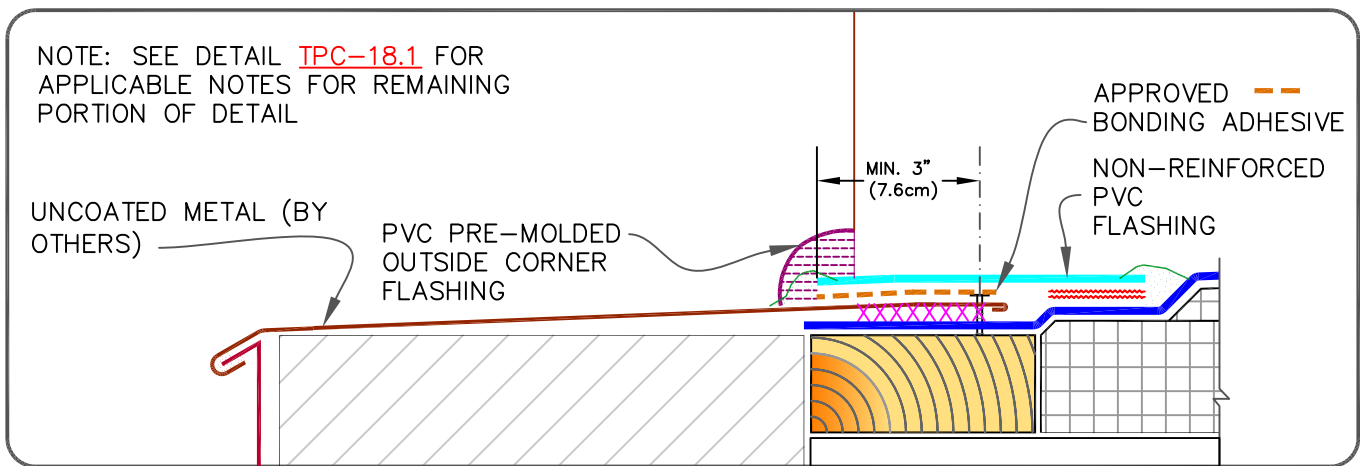 NOTE: SEE DETAIL TPC-18.1 FOR
APPLICABLE NOTES FOR REMAINING
PORTION OF DETAIL
APPROVED
BONDING ADHESIVE
MIN. 3"
(7.6cm)
NON-REINFORCED
PVC
FLASHING
UNCOATED METAL (BY
OTHERS)
PVC PRE-MOLDED
OUTSIDE CORNER
FLASHING